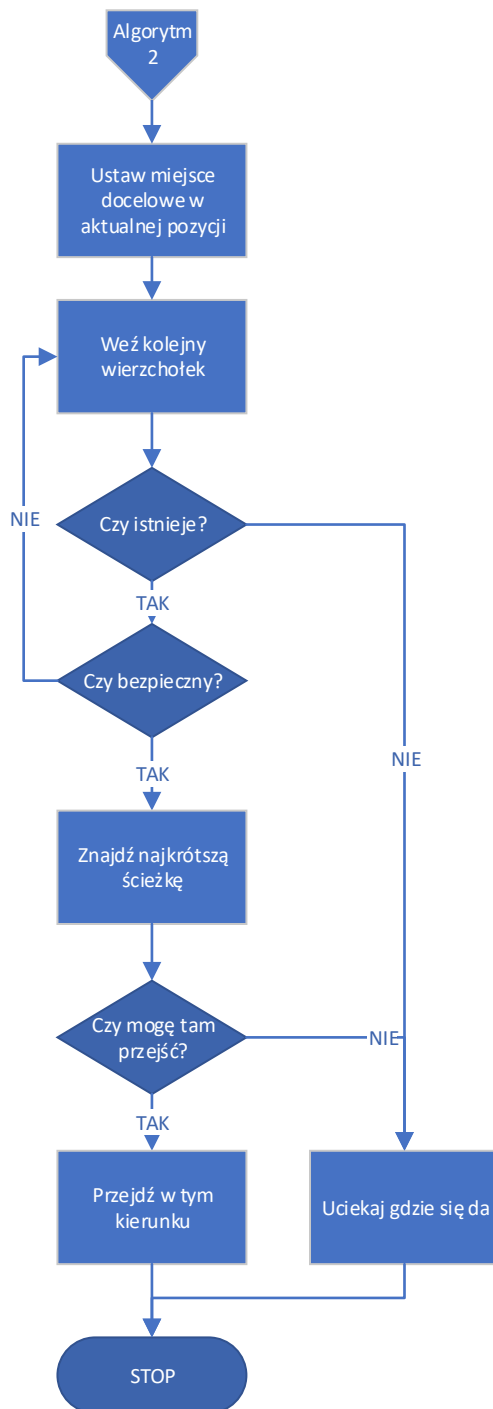 Algorytm
2
Ustaw miejsce
docelowe w
aktualnej pozycji
Weź kolejny
wierzchołek
Czy istnieje?
NIE
TAK
Czy bezpieczny?
NIE
TAK
Znajdź najkrótszą
ścieżkę
Czy mogę tam
przejść?
NIE
TAK
Przejdź w tym
kierunku
Uciekaj gdzie się da
STOP